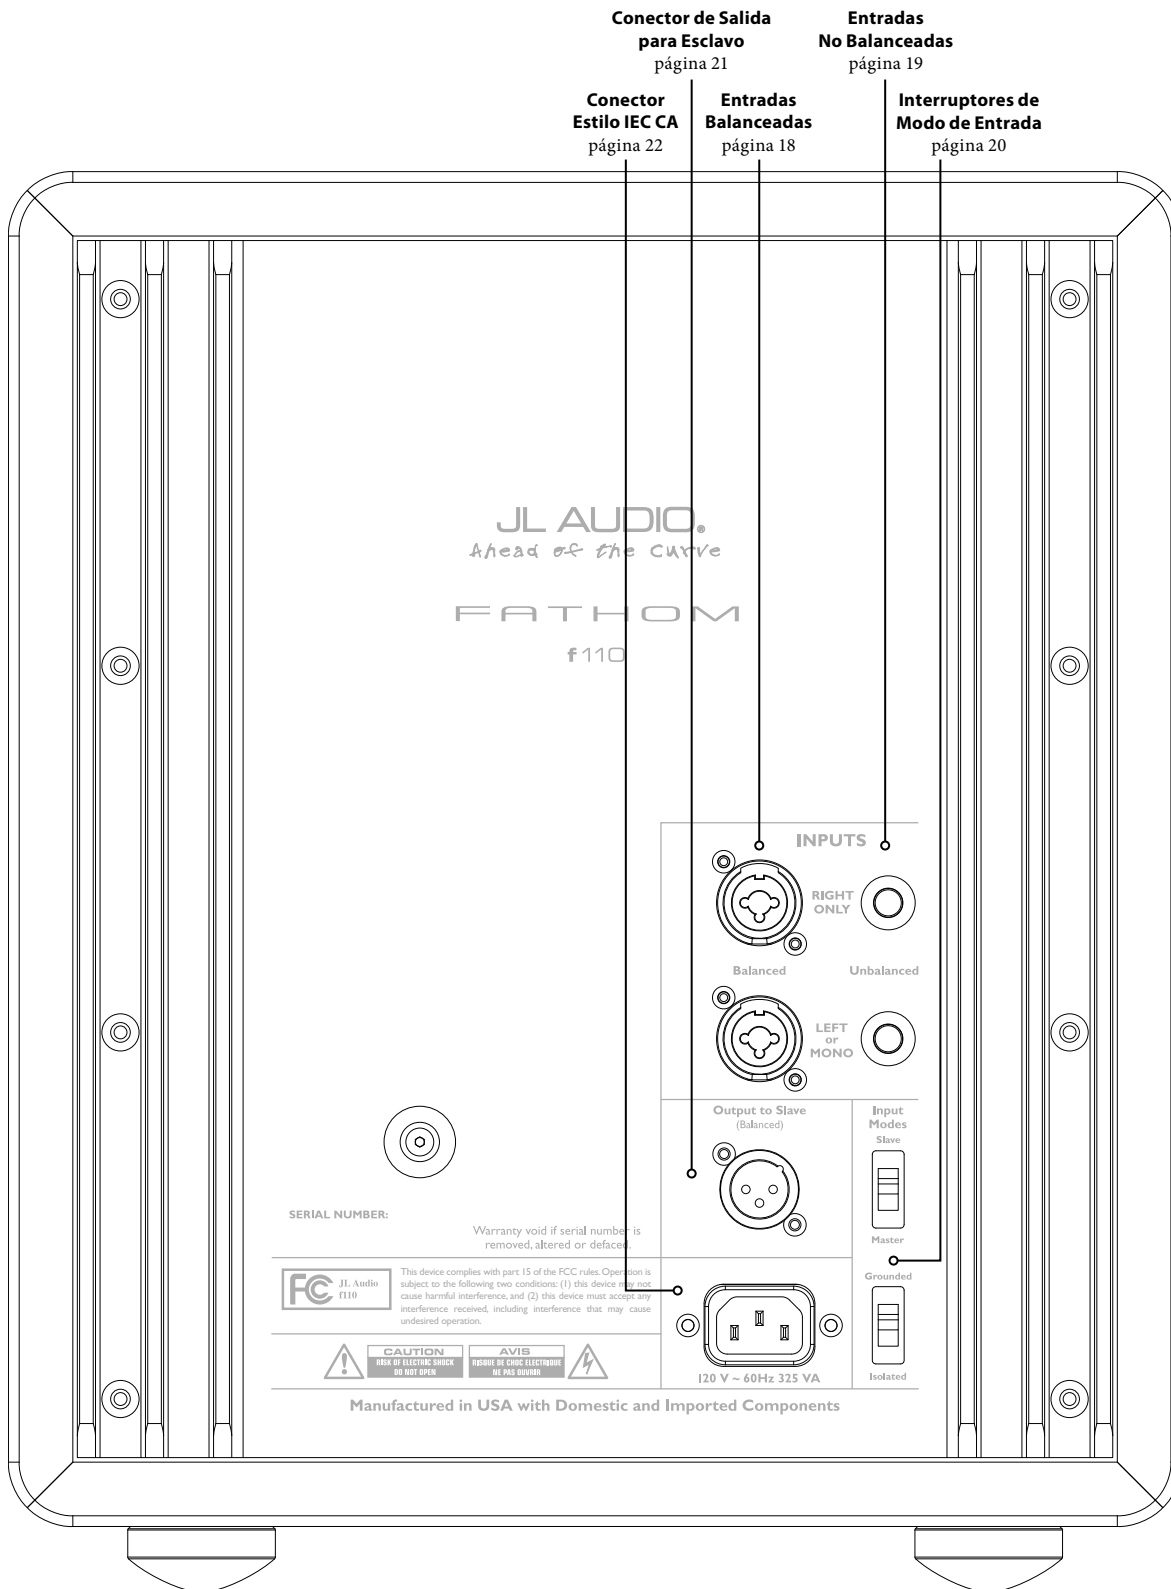 Conector de Salida
para Esclavo
página 21
Entradas
No Balanceadas
página 19
Conector
Estilo IEC CA
página 22
Entradas
Balanceadas
página 18
Interruptores de
Modo de Entrada
página 20
JL AUDIO®
Ahead of the Curve
FATHOM
f110
INPUTS
RIGHT
ONLY
Balanced
Unbalanced
LEFT
or
MONO
Output to Slave
(Balanced)
Input
Modes
Slave
Master
Grounded
Isolated
SERIAL NUMBER:
Warranty void if serial number is
removed, altered or defaced.
FC JL Audio
f110
This device complies with part 15 of the FCC rules. Operation is
subject to the following two conditions: (1) this device may not
cause harmful interference, and (2) this device must accept any
interference received, including interference that may cause
undesired operation.
CAUTION
RISK OF ELECTRIC SHOCK
DO NOT OPEN
AVIS
RISQUE DE CHOC ELECTRIQUE
NE PAS OUVRIR
120 V ~ 60Hz 325 VA
Manufactured in USA with Domestic and Imported Components